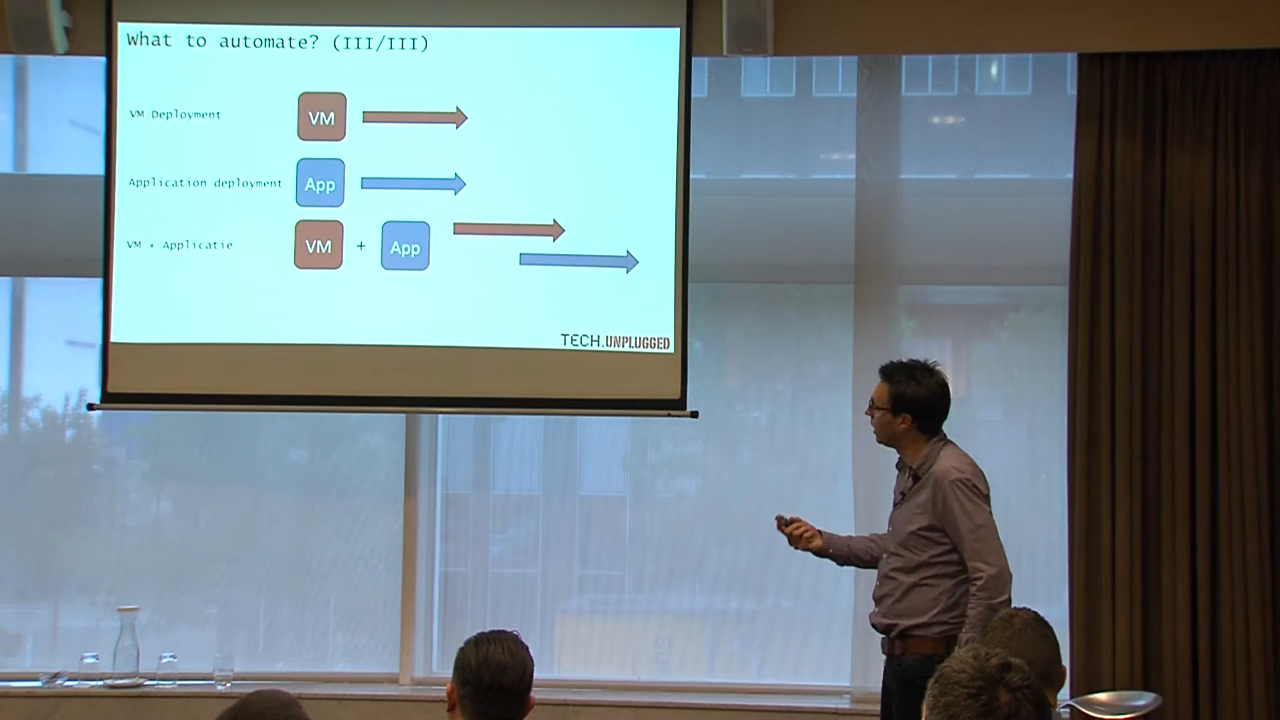 What to automate? (III/III)
VM Deployment
VM
Application deployment
App
VM + Applicatie
VM + App
TECH.UNPLUGGED